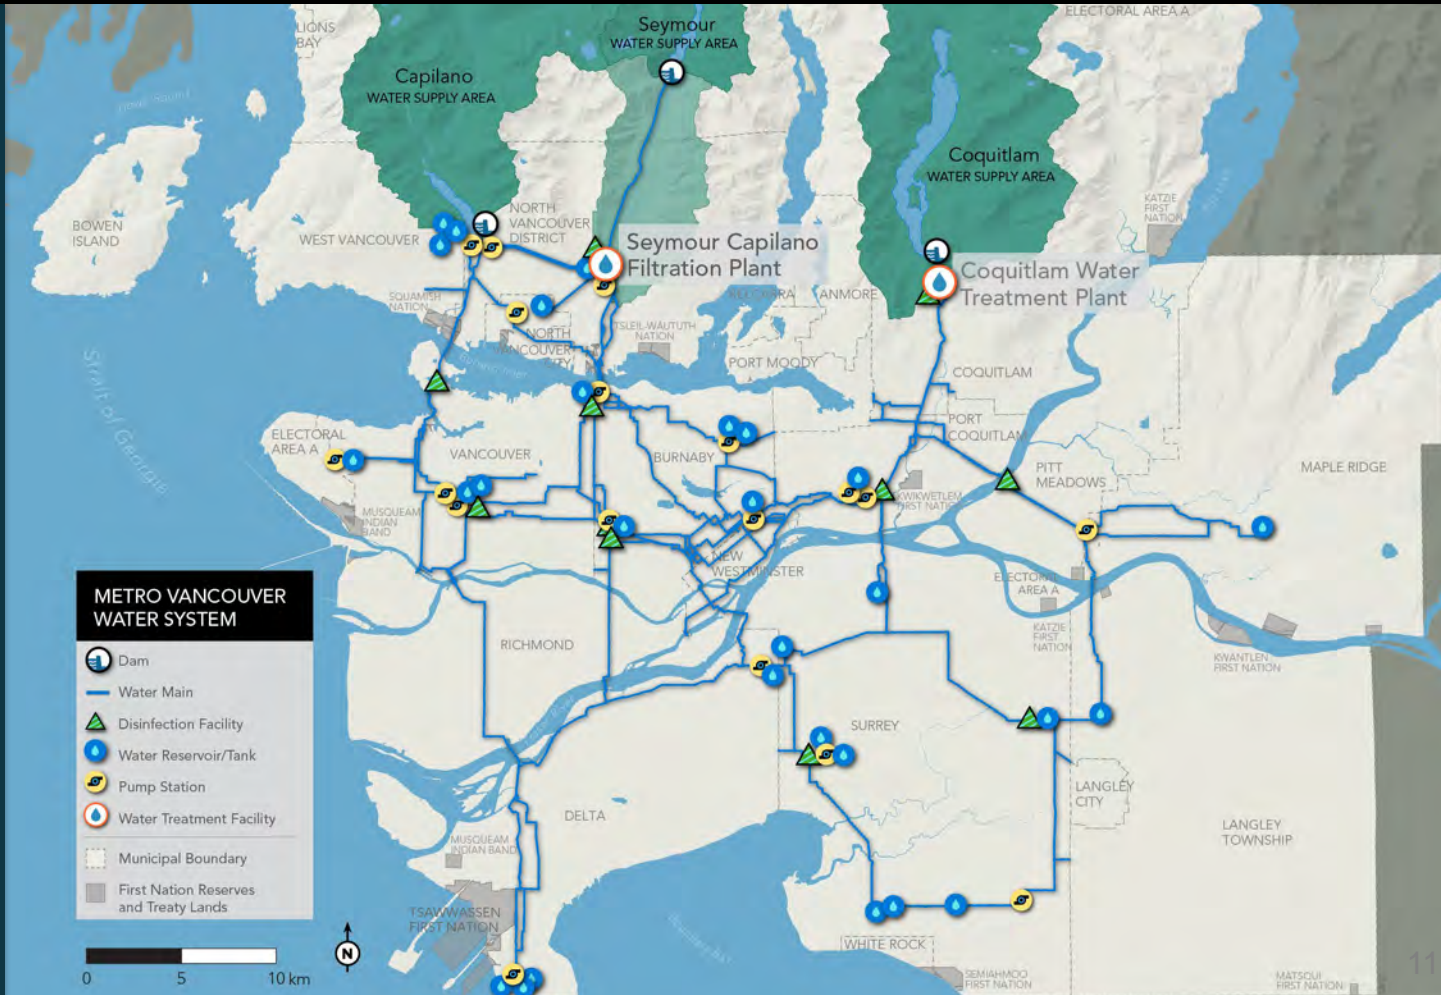 LIONS
BAY
Seymour
WATER SUPPLY AREA
ELECTORAL AREA A
Capilano
WATER SUPPLY AREA
Howe Sound
Coquitlam
WATER SUPPLY AREA
BOWEN
ISLAND
WEST VANCOUVER
NORTH
VANCOUVER
DISTRICT
KATZIE
FIRST
NATION
Seymour Capilano
Filtration Plant
Coquitlam Water
Treatment Plant
SQUAMISH
NATION
BELCARRA
ANMORE
NORTH
VANCOUVER
CITY
TSLEIL-WAUTUTH
NATION
PORT MOODY
COQUITLAM
Strait of Georgia
ELECTORAL
AREA A
VANCOUVER
BURNABY
PORT
COQUITLAM
PITT
MEADOWS
MAPLE RIDGE
MUSQUEAM
INDIAN
BAND
KWIKWETLEM
FIRST NATION
NEW
WESTMINSTER
ELECTORAL
AREA A
KATZIE
FIRST
NATION
KWANTLEN
FIRST NATION
RICHMOND
SURREY
LANGLEY
CITY
LANGLEY
TOWNSHIP
DELTA
MUSQUEAM
INDIAN BAND
TSAWWASSEN
FIRST NATION
Boundary Bay
WHITE ROCK
SEMIAHMOO
FIRST NATION
MATSQUI
FIRST NATION
METRO VANCOUVER
WATER SYSTEM
Dam
Water Main
Disinfection Facility
Water Reservoir/Tank
Pump Station
Water Treatment Facility
Municipal Boundary
First Nation Reserves
and Treaty Lands
0 5 10 km
N
11